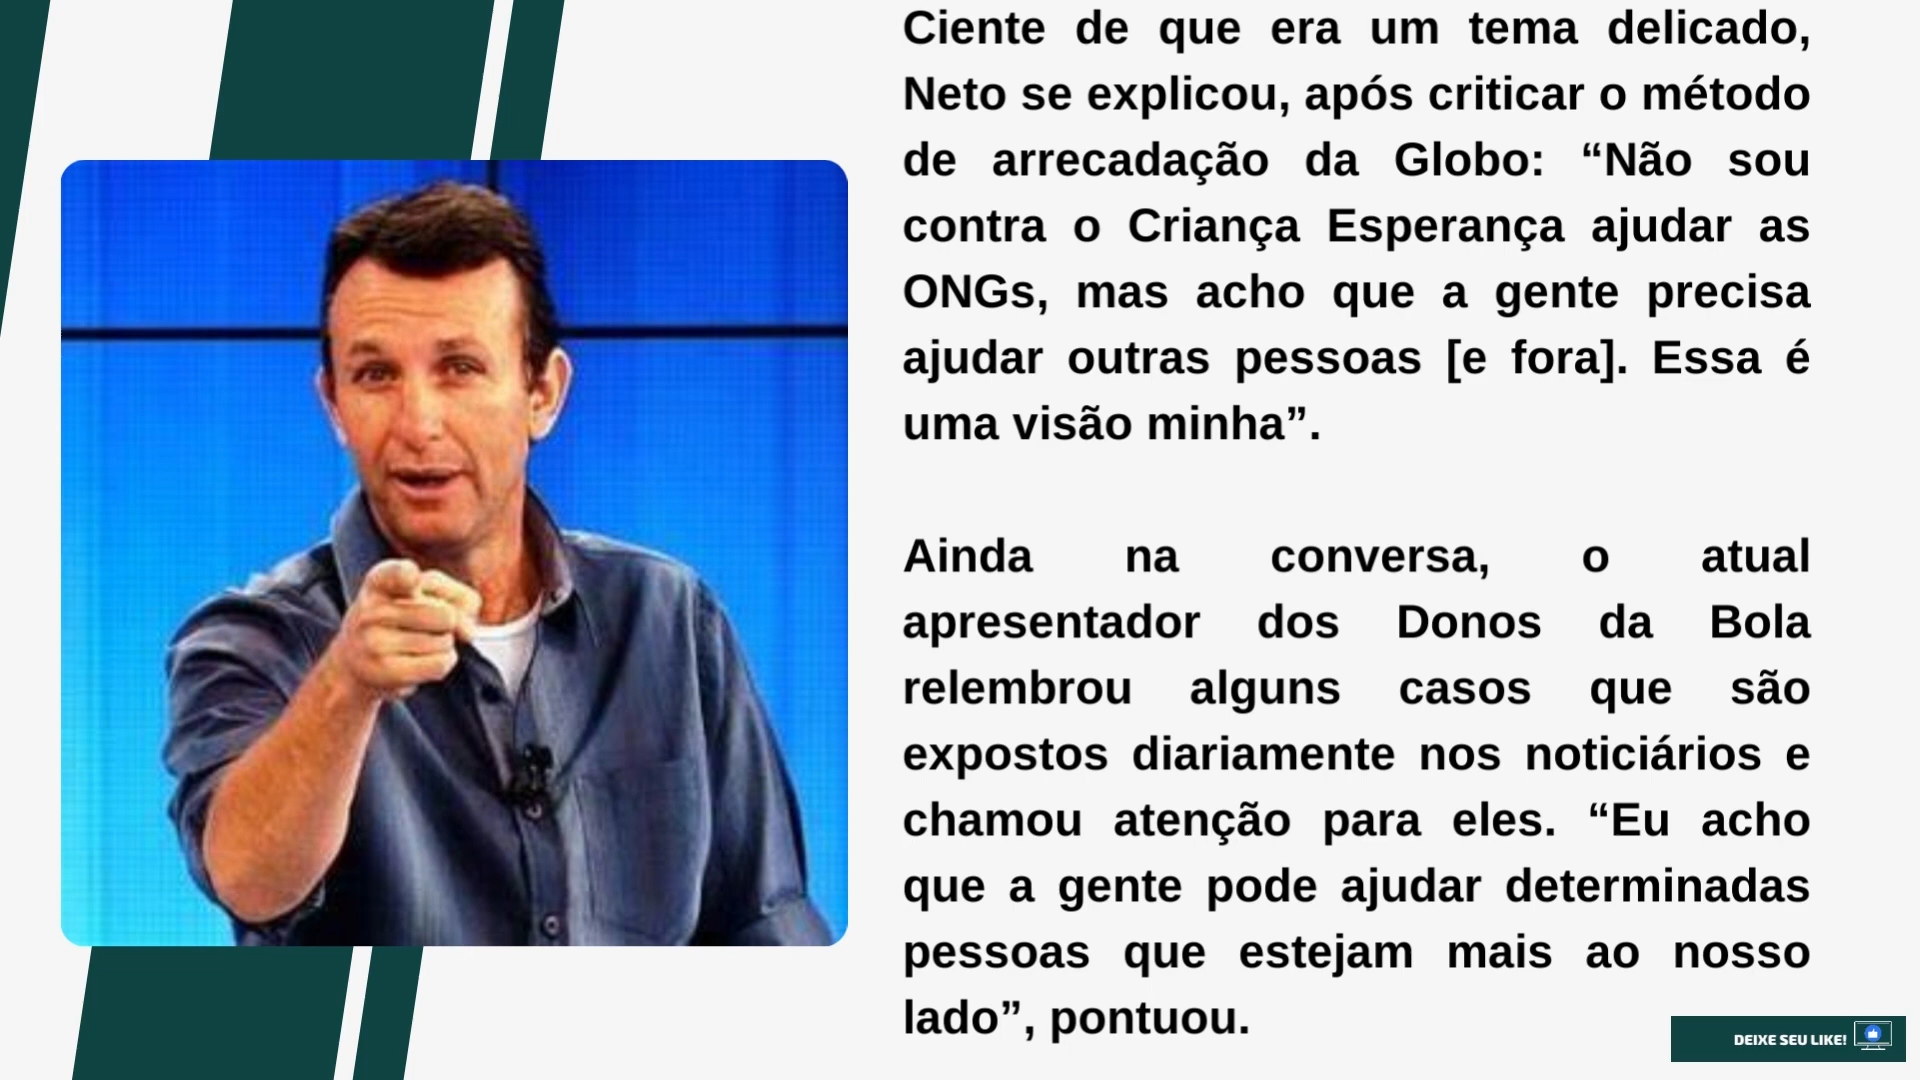 Ciente de que era um tema delicado,
Neto se explicou, após criticar o método
de arrecadação da Globo: “Não sou
contra o Criança Esperança ajudar as
ONGs, mas acho que a gente precisa
ajudar outras pessoas [e fora]. Essa é
uma visão minha”.
Ainda na conversa, o atual
apresentador dos Donos da Bola
relembrou alguns casos que são
expostos diariamente nos noticiários e
chamou atenção para eles. “Eu acho
que a gente pode ajudar determinadas
pessoas que estejam mais ao nosso
lado”, pontuou.
DEIXE SEU LIKE!